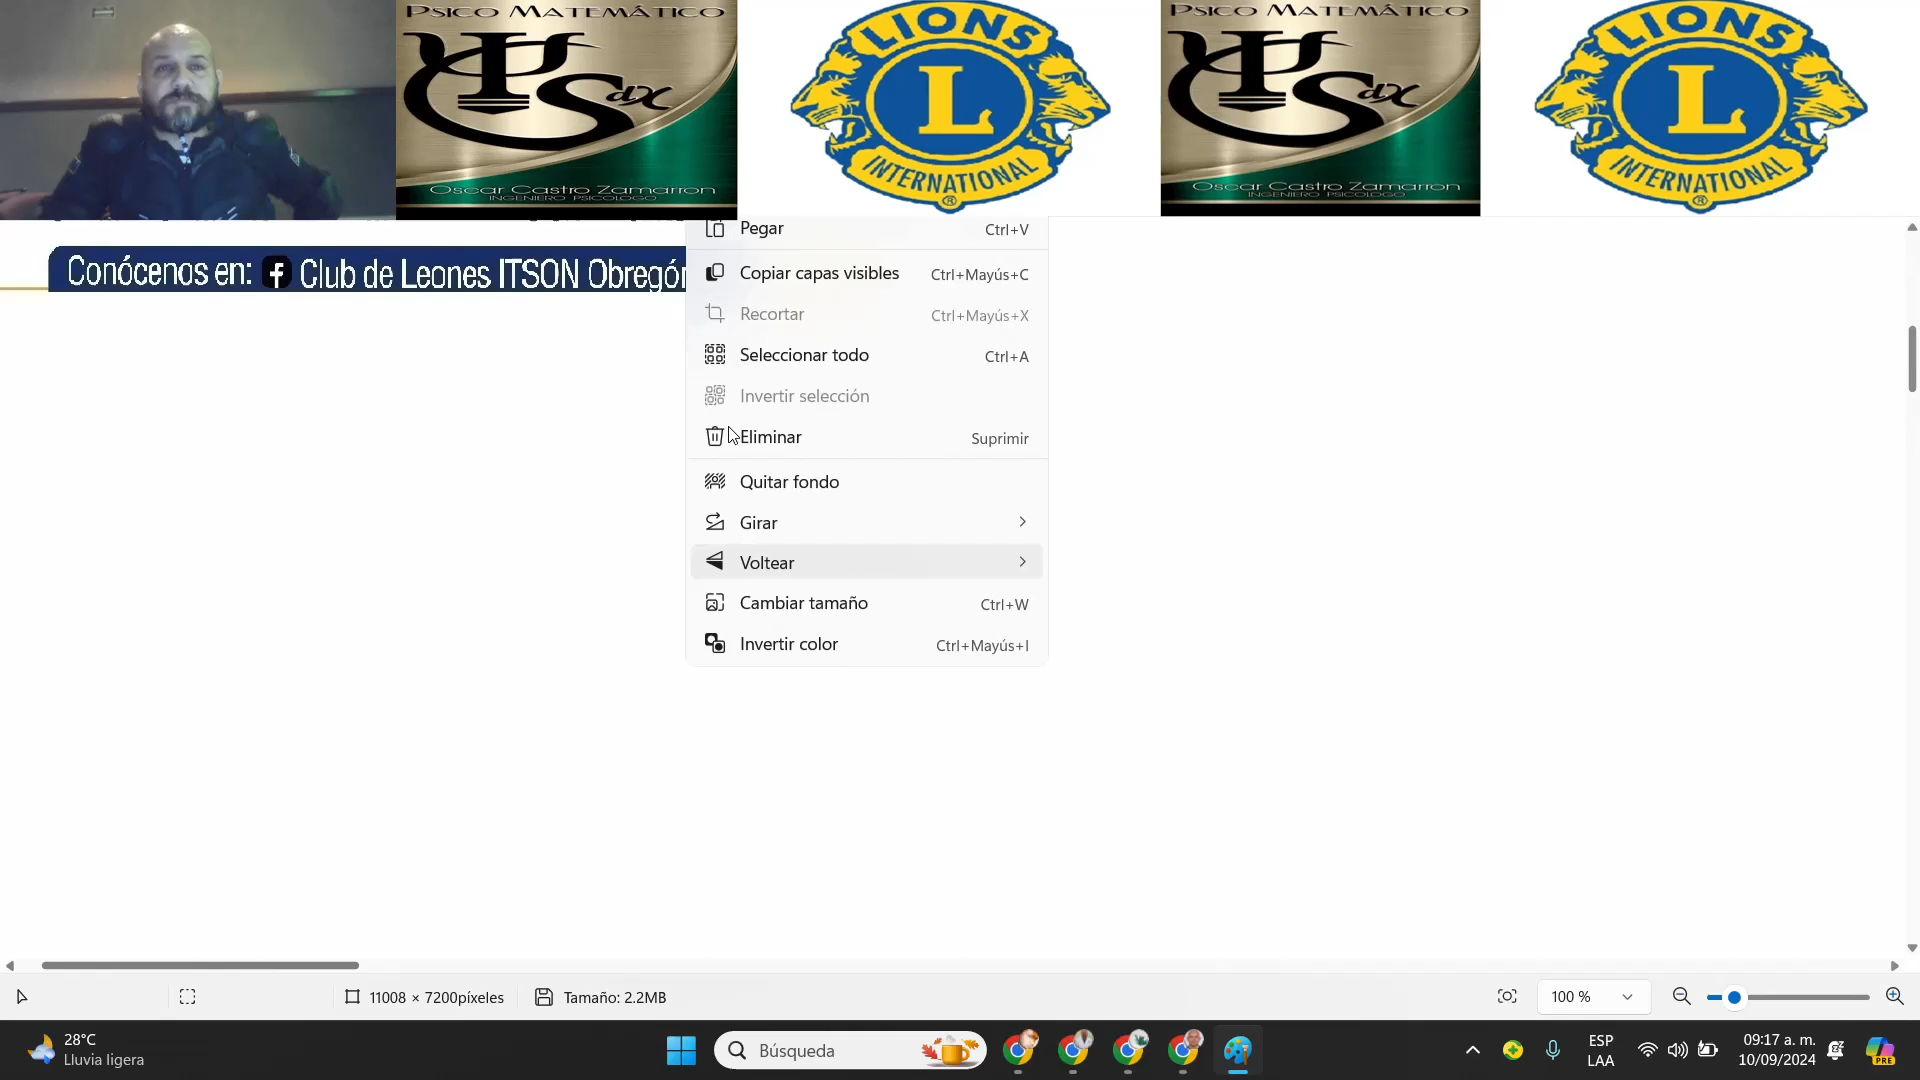 PSICO MATEMÁTICO
ax
Oscar Castro Zamarron
INGENIERO PSICOLOGO
LIONS
L
INTERNATIONAL
®
PSICO MATEMÁTICO
ax
Oscar Castro Zamarron
INGENIERO PSICOLOGO
LIONS
L
INTERNATIONAL
®
Conócenos en: f Club de Leones ITSON Obregón
Pegar Ctrl+V
Copiar capas visibles Ctrl+Mayús+C
Recortar Ctrl+Mayús+X
Seleccionar todo Ctrl+A
Invertir selección
Eliminar Suprimir
Quitar fondo
Girar
Voltear
Cambiar tamaño Ctrl+W
Invertir color Ctrl+Mayús+I
11008 × 7200píxeles Tamaño: 2.2MB 100 %
28°C
Lluvia ligera
Búsqueda
ESP
LAA
09:17 a. m.
10/09/2024
PRE